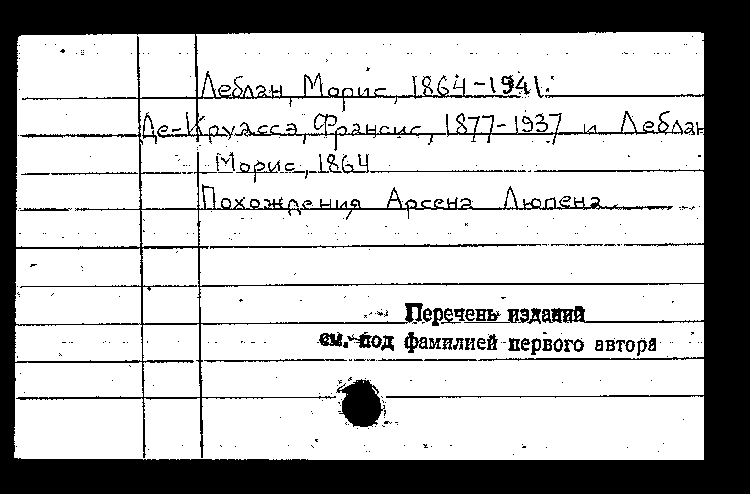 Леблан, Морис, 1864-1941.
Де-Круассэ, Франсис, 1877-1937 и Леблан
Морис, 1864
Похождения Арсена Люпена.
Перечень изданий
см. под фамилией первого автора